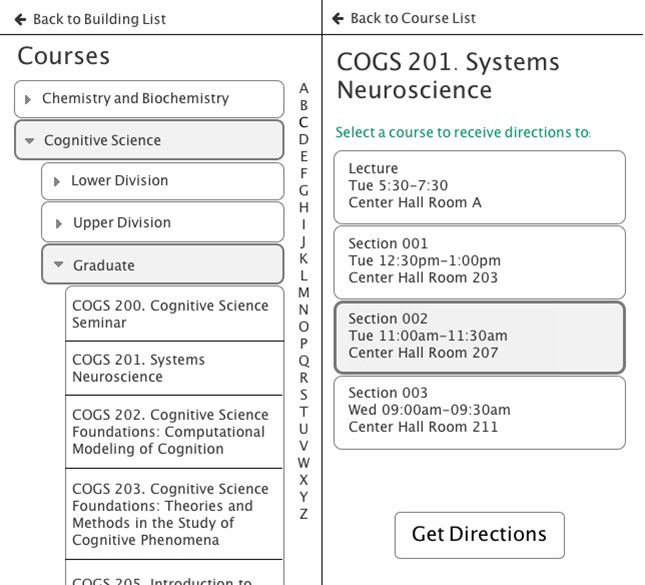 Back to Building List
Courses
Chemistry and Biochemistry
Cognitive Science
Lower Division
Upper Division
Graduate
COGS 200. Cognitive Science
Seminar
COGS 201. Systems
Neuroscience
COGS 202. Cognitive Science
Foundations: Computational
Modeling of Cognition
COGS 203. Cognitive Science
Foundations: Theories and
Methods in the Study of
Cognitive Phenomena
COGS 205. Introduction to
A
B
C
D
E
F
G
H
I
J
K
L
M
N
O
P
Q
R
S
T
U
V
W
X
Y
Z
Back to Course List
COGS 201. Systems
Neuroscience
Select a course to receive directions to:
Lecture
Tue 5:30-7:30
Center Hall Room A
Section 001
Tue 12:30pm-1:00pm
Center Hall Room 203
Section 002
Tue 11:00am-11:30am
Center Hall Room 207
Section 003
Wed 09:00am-09:30am
Center Hall Room 211
Get Directions